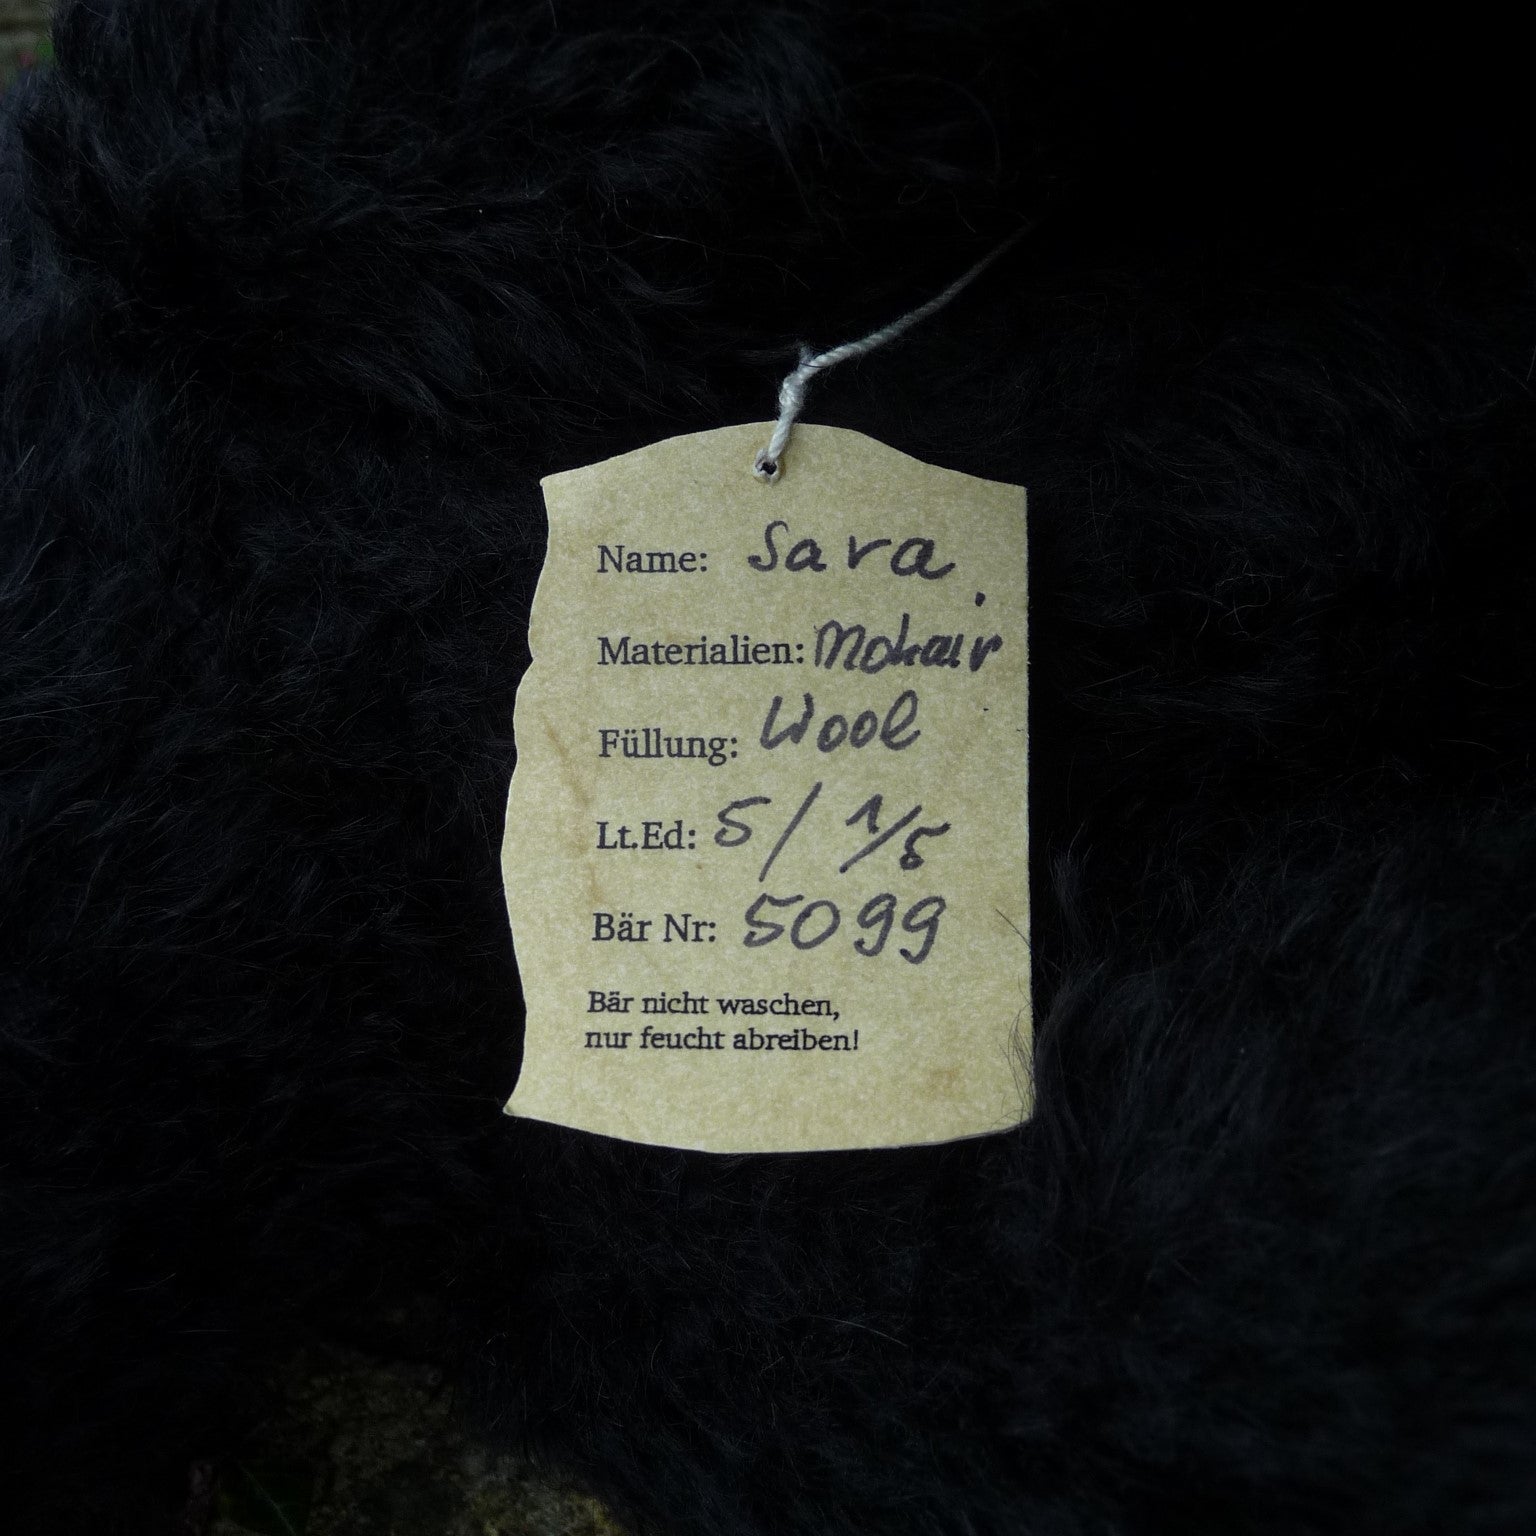 Name: Sara
Materialien: Mohair
Füllung: Wool
Lt.Ed: 5/ 1/5
Bär Nr: 5099
Bär nicht waschen,
nur feucht abreiben!